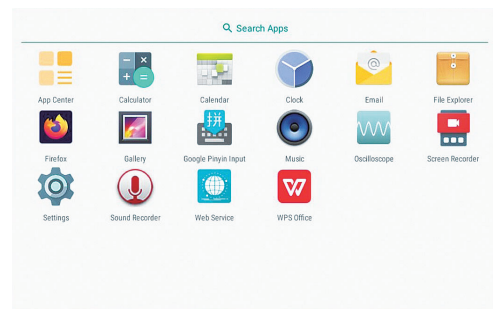 Search Apps
App Center Calculator Calendar Clock Email File Explorer
拼
Firefox Gallery Google Pinyin Input Music Oscilloscope Screen Recorder
Settings Sound Recorder Web Service WPS Office